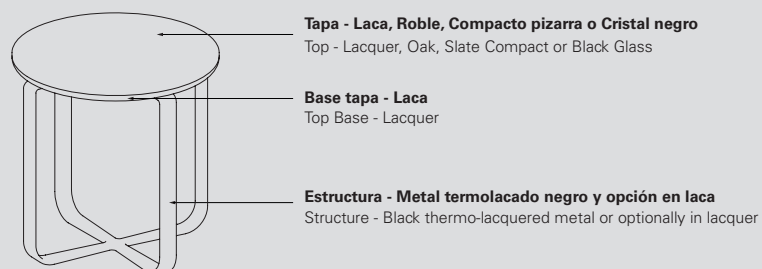 Tapa - Laca, Roble, Compacto pizarra o Cristal negro
Top - Lacquer, Oak, Slate Compact or Black Glass
Base tapa - Laca
Top Base - Lacquer
Estructura - Metal termolacado negro y opción en laca
Structure - Black thermo-lacquered metal or optionally in lacquer